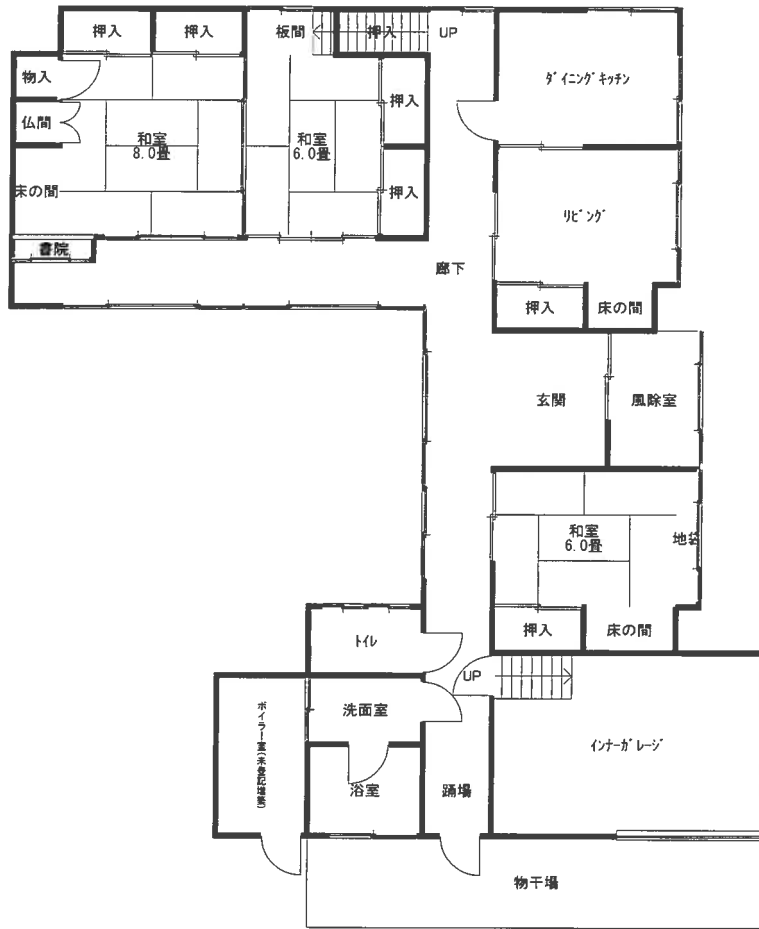 押入
押入
板間
押入
UP
物入
押入
ﾀﾞｲﾆﾝｸﾞｷｯﾁﾝ
仏間
和室
8.0畳
和室
6.0畳
押入
床の間
ﾘﾋﾞﾝｸﾞ
書院
廊下
押入
床の間
玄関
風除室
和室
6.0畳
地袋
押入
床の間
ﾄｲﾚ
UP
洗面室
ボイラー室(未登記増築)
ｲﾝﾅｰｶﾞﾚｰｼﾞ
浴室
踊場
物干場